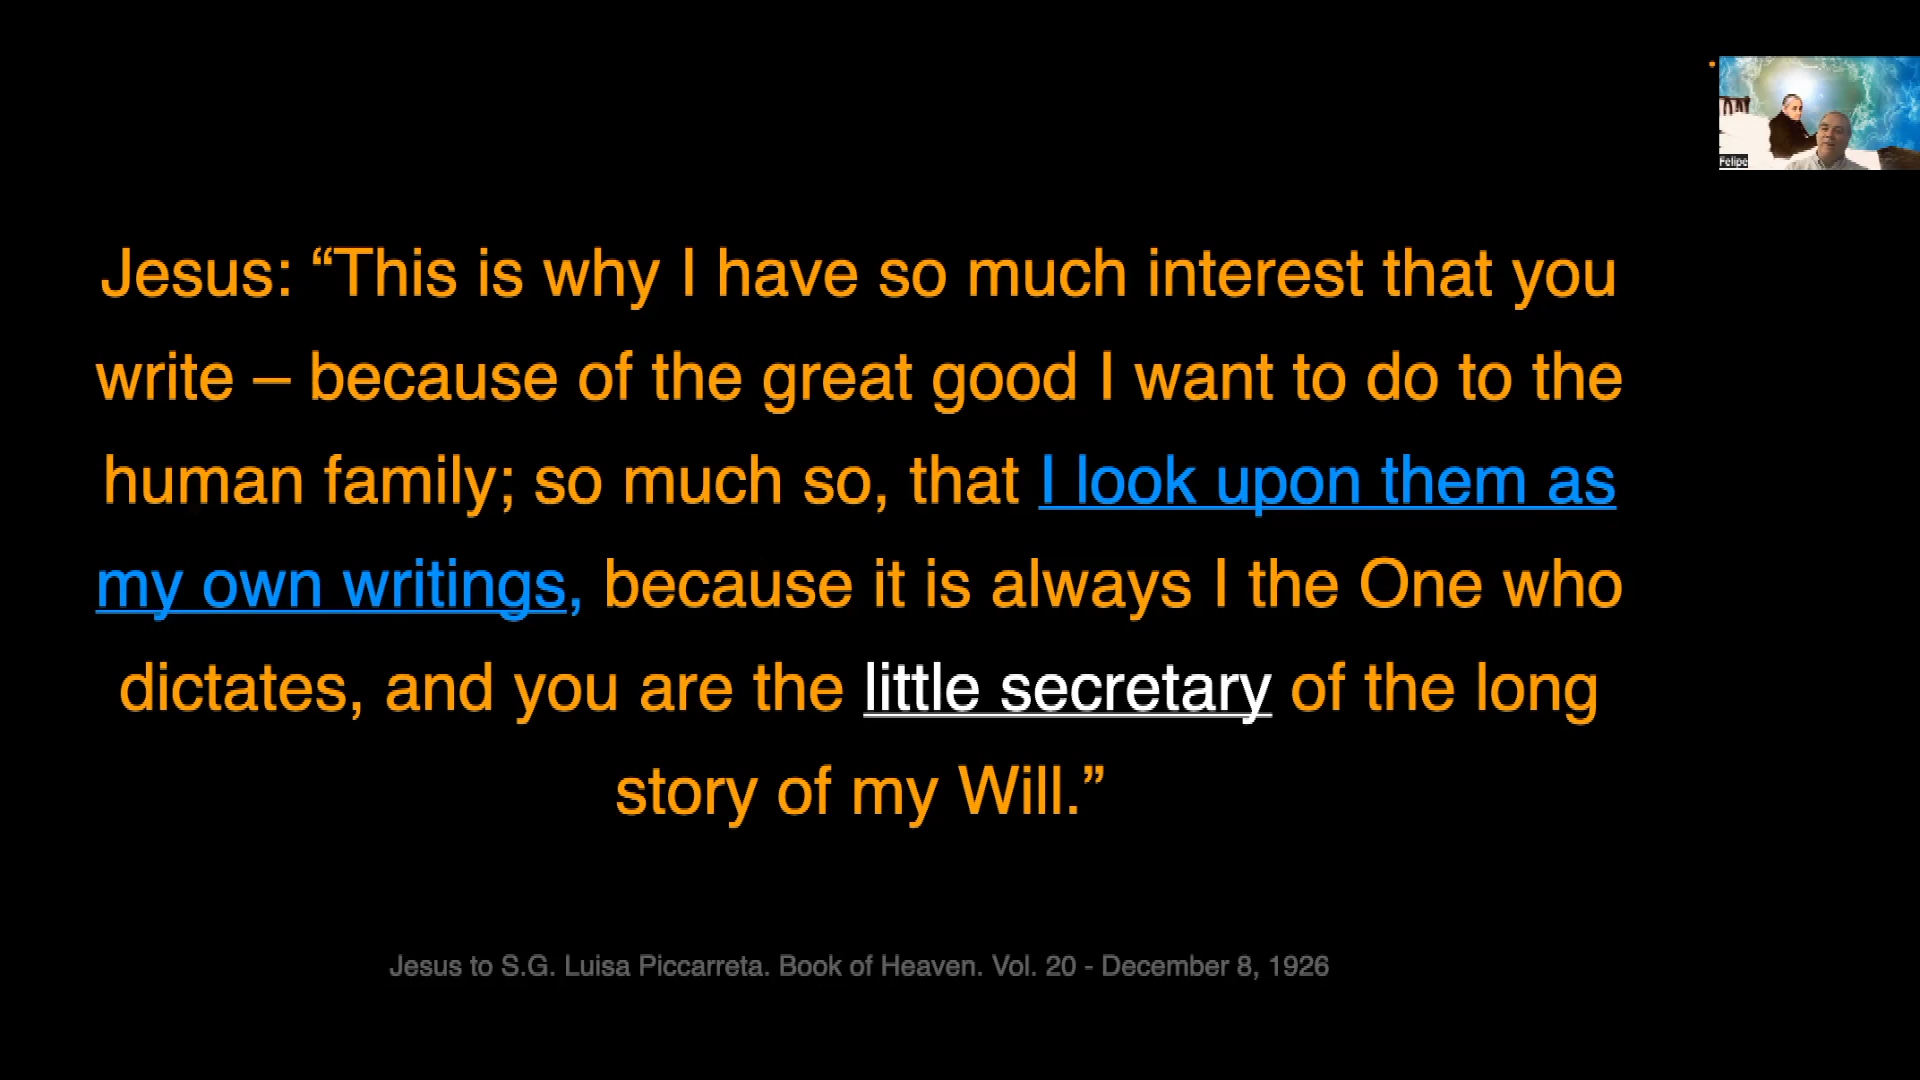 Felipe
Jesus: “This is why I have so much interest that you
write – because of the great good I want to do to the
human family; so much so, that I look upon them as
my own writings, because it is always I the One who
dictates, and you are the little secretary of the long
story of my Will.”
Jesus to S.G. Luisa Piccarreta. Book of Heaven. Vol. 20 - December 8, 1926